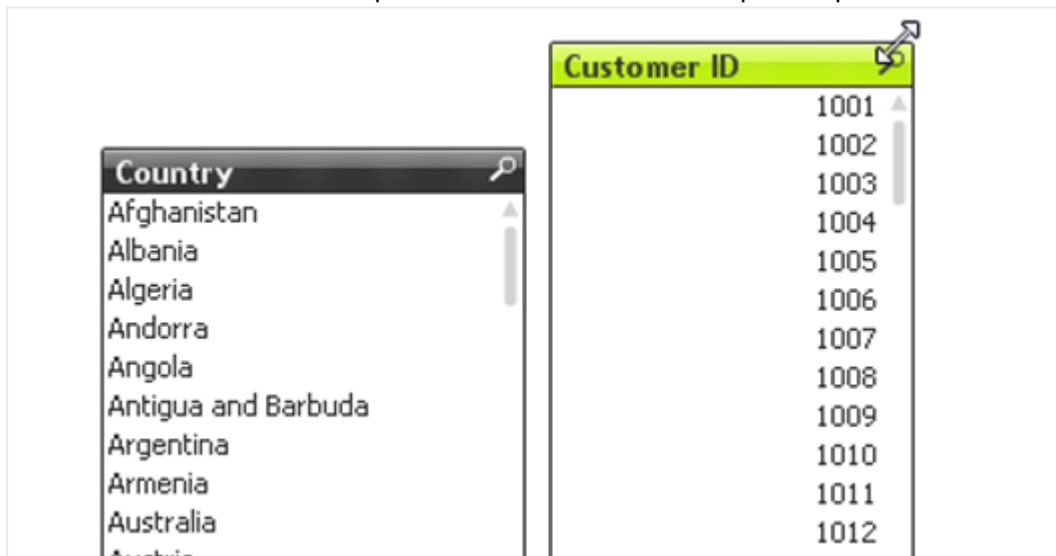 Customer ID
1001
1002
1003
1004
1005
1006
1007
1008
1009
1010
1011
1012
Country
Afghanistan
Albania
Algeria
Andorra
Angola
Antigua and Barbuda
Argentina
Armenia
Australia